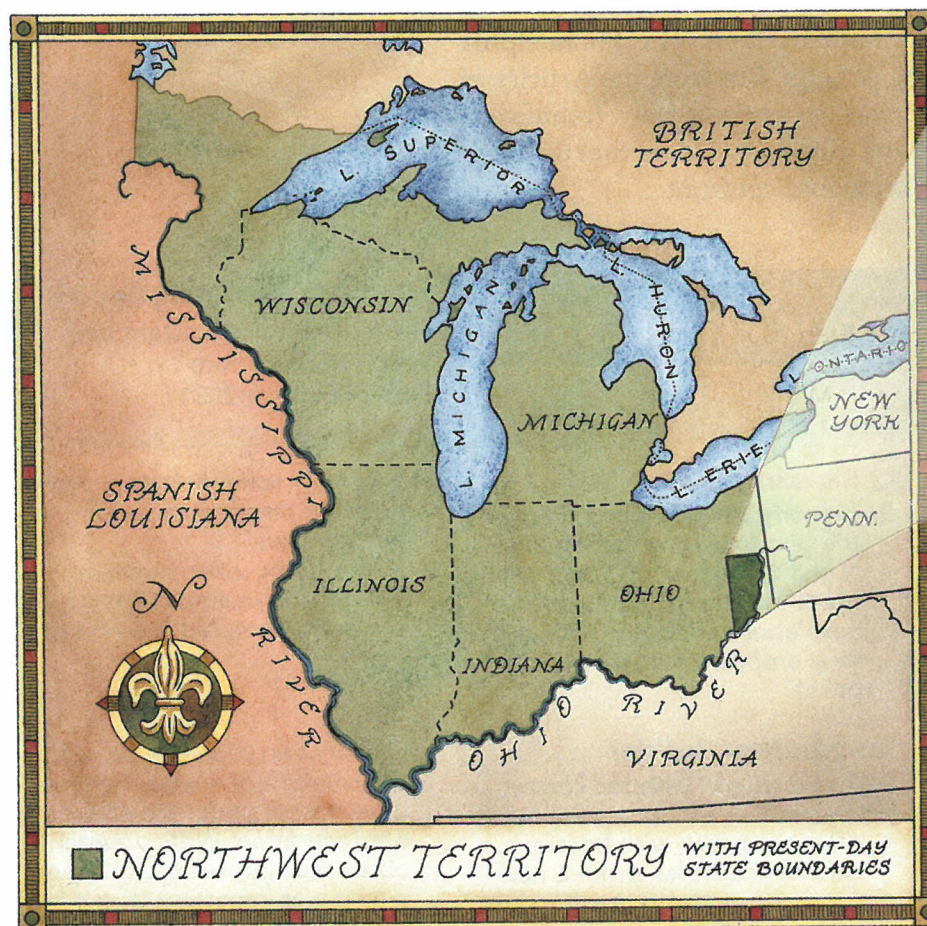 BRITISH
TERRITORY
L. SUPERIOR
MISSISSIPPI
RIVER
WISCONSIN
L. MICHIGAN
L. HURON
MICHIGAN
L. ONTARIO
NEW
YORK
L. ERIE
PENN.
SPANISH
LOUISIANA
N
ILLINOIS
OHIO
INDIANA
OHIO RIVER
VIRGINIA
NORTHWEST TERRITORY
WITH PRESENT-DAY
STATE BOUNDARIES